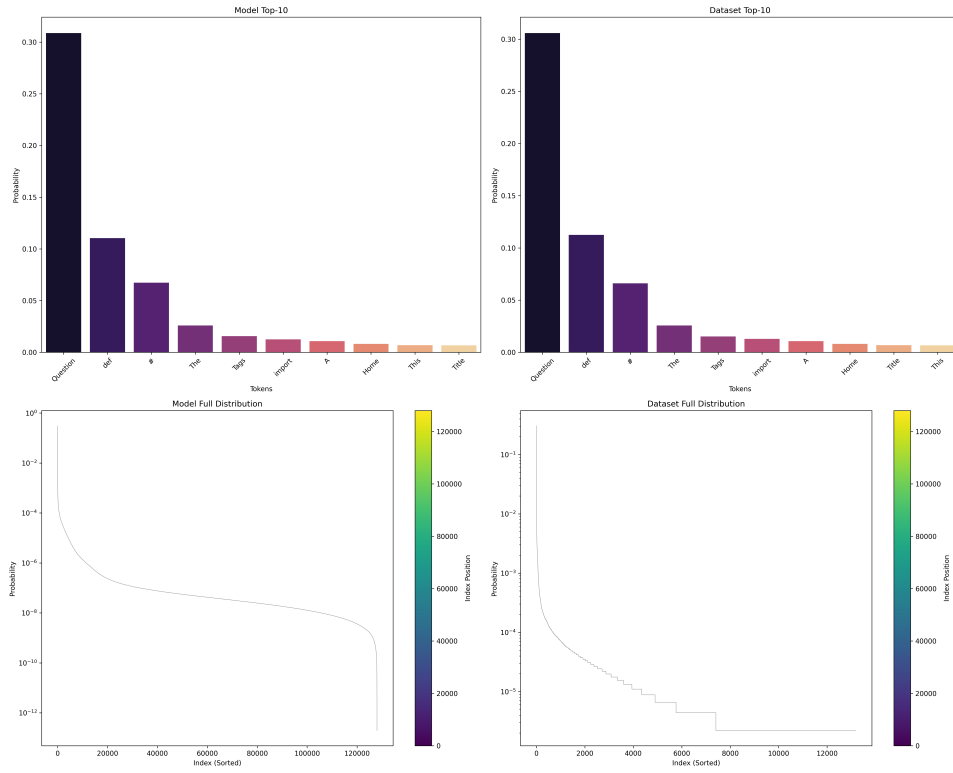 Model Top-10
Dataset Top-10
Probability
0.30
0.25
0.20
0.15
0.10
0.05
0.00
Question
def
#
The
Tags
import
A
Home
This
Title
Tokens
Probability
0.30
0.25
0.20
0.15
0.10
0.05
0.00
Question
def
#
The
Tags
import
A
Home
Title
This
Tokens
Model Full Distribution
Probability
10⁰
10⁻²
10⁻⁴
10⁻⁶
10⁻⁸
10⁻¹⁰
10⁻¹²
0
20000
40000
60000
80000
100000
120000
Index (Sorted)
120000
100000
80000
60000
40000
20000
0
Index Position
Dataset Full Distribution
Probability
10⁻¹
10⁻²
10⁻³
10⁻⁴
10⁻⁵
0
2000
4000
6000
8000
10000
12000
Index (Sorted)
120000
100000
80000
60000
40000
20000
0
Index Position